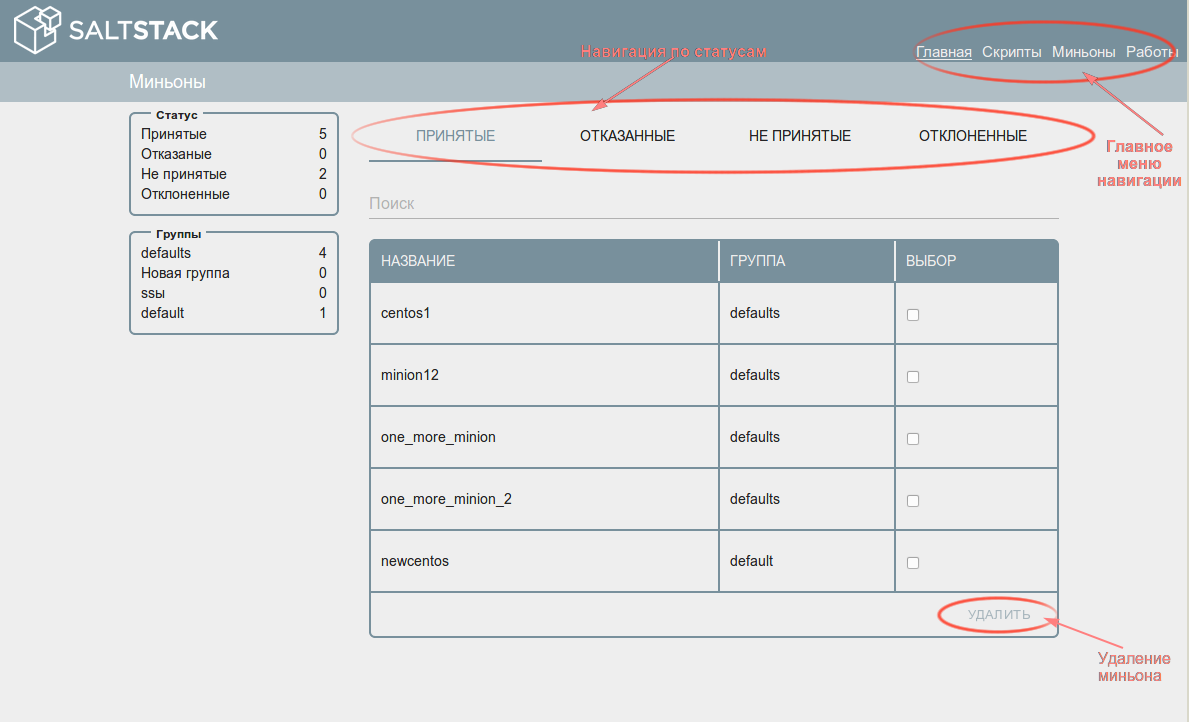 SALTSTACK
Навигация по статусам
Главная Скрипты Миньоны Работы
Миньоны
Главное
меню
навигации
Статус
Принятые 5
Отказаные 0
Не принятые 2
Отклоненные 0
Группы
defaults 4
Новая группа 0
ssы 0
default 1
ПРИНЯТЫЕ ОТКАЗАННЫЕ НЕ ПРИНЯТЫЕ ОТКЛОНЕННЫЕ
Поиск
НАЗВАНИЕ ГРУППА ВЫБОР
centos1 defaults
minion12 defaults
one_more_minion defaults
one_more_minion_2 defaults
newcentos default
УДАЛИТЬ
Удаление
миньона